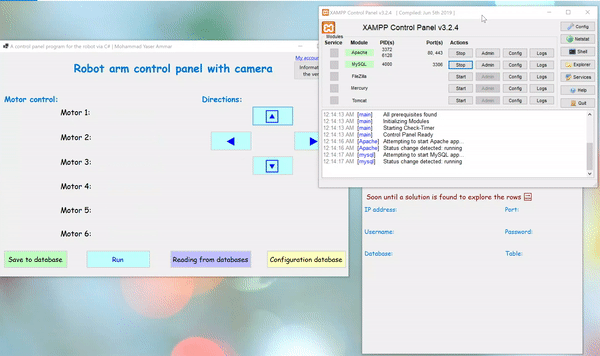 A control panel program for the robot via C# | Mohammad Yaser Ammar
My accou
Informat
the ver
Robot arm control panel with camera
Motor control:
Directions:
Motor 1:
Motor 2:
Motor 3:
Motor 4:
Motor 5:
Motor 6:
Save to database
Run
Reading from databases
Configuration database
XAMPP Control Panel v3.2.4 [ Compiled: Jun 5th 2019 ]
XAMPP Control Panel v3.2.4
Modules
Service Module PID(s) Port(s) Actions
Apache 3372 6128 80, 443 Stop Admin Config Logs
MySQL 4000 3306 Stop Admin Config Logs
FileZilla Start Admin Config Logs
Mercury Start Admin Config Logs
Tomcat Start Admin Config Logs
Config
Netstat
Shell
Explorer
Services
Help
Quit
12:14:13 AM [main] All prerequisites found
12:14:13 AM [main] Initializing Modules
12:14:13 AM [main] Starting Check-Timer
12:14:13 AM [main] Control Panel Ready
12:14:14 AM [Apache] Attempting to start Apache app...
12:14:14 AM [Apache] Status change detected: running
12:14:17 AM [mysql] Attempting to start MySQL app...
12:14:17 AM [mysql] Status change detected: running
Soon until a solution is found to explore the rows
IP address:
Port:
Username:
Password:
Database:
Table: